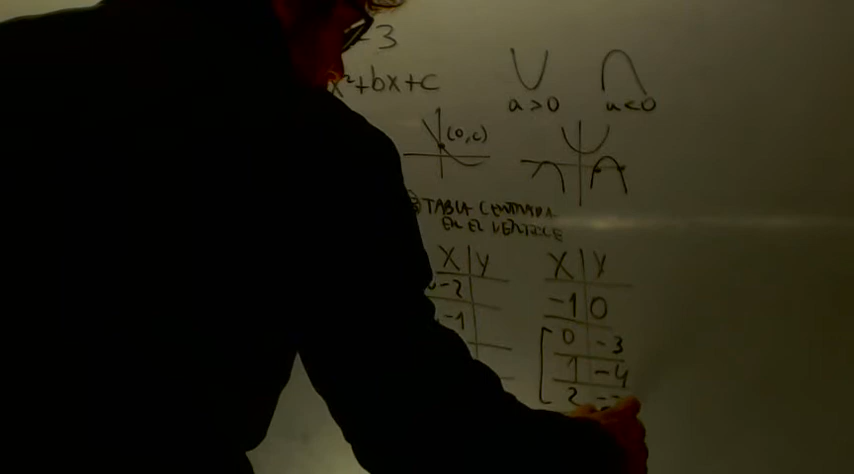 -3
x²+bx+c
a>0 a<0
(0,c)
TABLA CENTRADA
EN EL VERTICE
X Y
-2
-1
X Y
-1 0
0 -3
1 -4
2